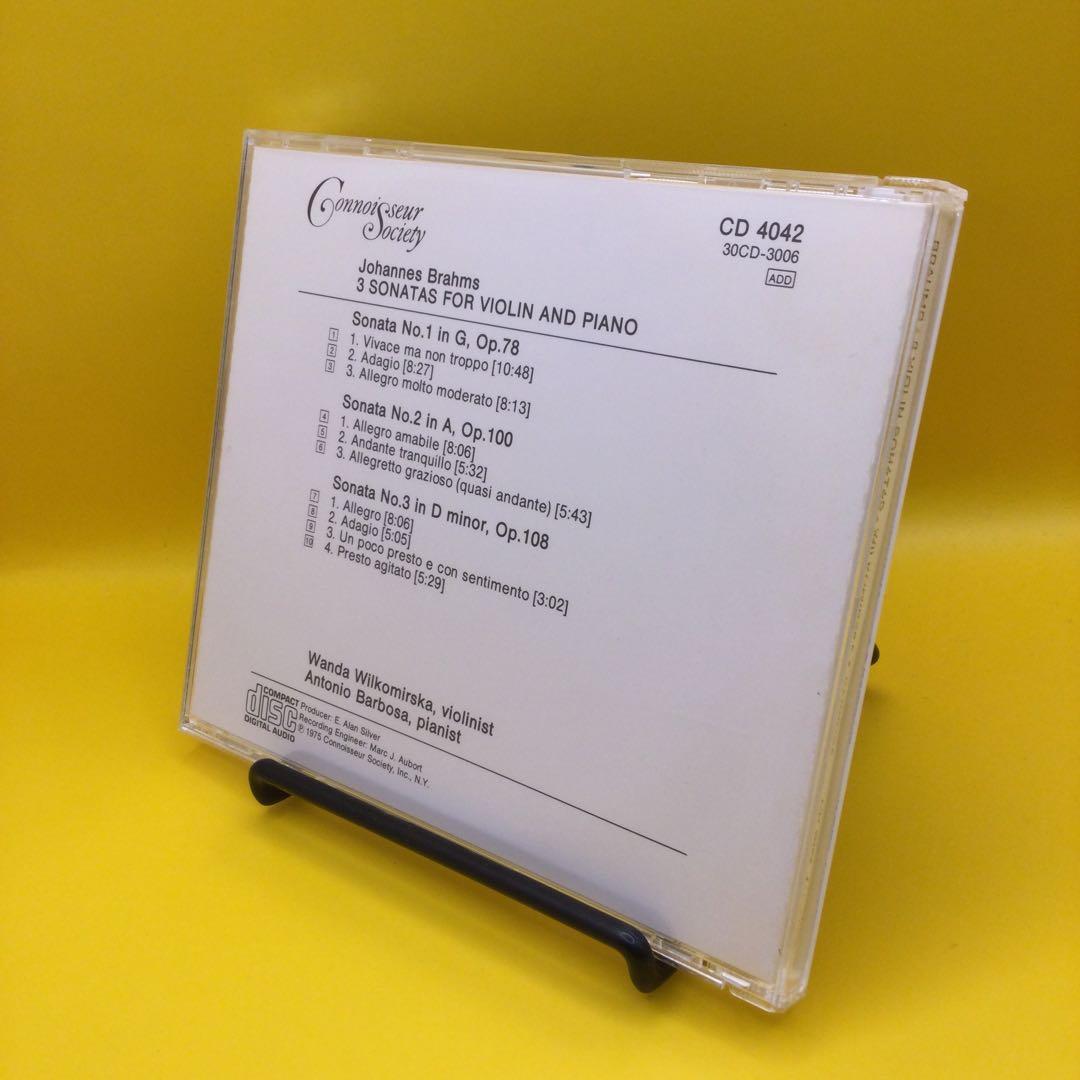 Connoisseur
Society
CD 4042
30CD-3006
ADD
Johannes Brahms
3 SONATAS FOR VIOLIN AND PIANO
Sonata No.1 in G, Op.78
1 1. Vivace ma non troppo [10:48]
2 2. Adagio [8:27]
3 3. Allegro molto moderato [8:13]
Sonata No.2 in A, Op.100
4 1. Allegro amabile [8:06]
5 2. Andante tranquillo [5:32]
6 3. Allegretto grazioso (quasi andante) [5:43]
Sonata No.3 in D minor, Op.108
7 1. Allegro [8:06]
8 2. Adagio [5:05]
9 3. Un poco presto e con sentimento [3:02]
10 4. Presto agitato [5:29]
Wanda Wilkomirska, violinist
Antonio Barbosa, pianist
COMPACT
disc
DIGITAL AUDIO
Producer: E. Alan Silver
Recording Engineer: Marc J. Aubort
℗ 1975 Connoisseur Society, Inc., N.Y.